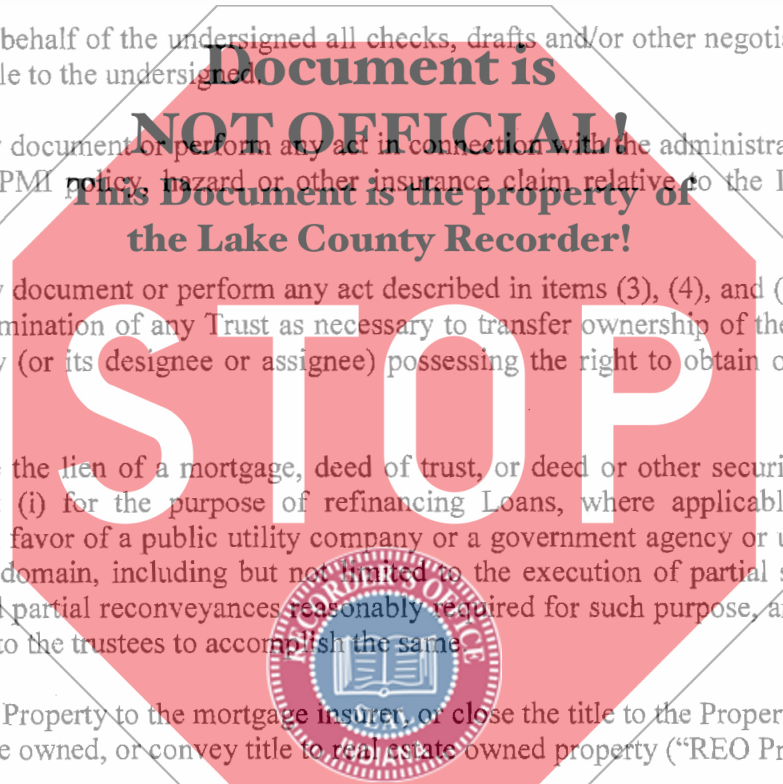 behalf of the undersigned all checks, drafts and/or other negoti
le to the undersigned.
Document is
NOT OFFICIAL!
document or perform any act in connection with the administra
PMI policy, hazard or other insurance claim relative to the
This Document is the property of
the Lake County Recorder!
document or perform any act described in items (3), (4), and (
mination of any Trust as necessary to transfer ownership of the
(or its designee or assignee) possessing the right to obtain o
STOP
the lien of a mortgage, deed of trust, or deed or other securi
(i) for the purpose of refinancing Loans, where applicabl
favor of a public utility company or a government agency or u
domain, including but not limited to the execution of partial
partial reconveyances reasonably required for such purpose, a
to the trustees to accomplish the same.
RECORDER'S OFFICE
SEAL
INDIANA
Property to the mortgage insurer, or close the title to the Proper
e owned, or convey title to real estate owned property (“REO Pr